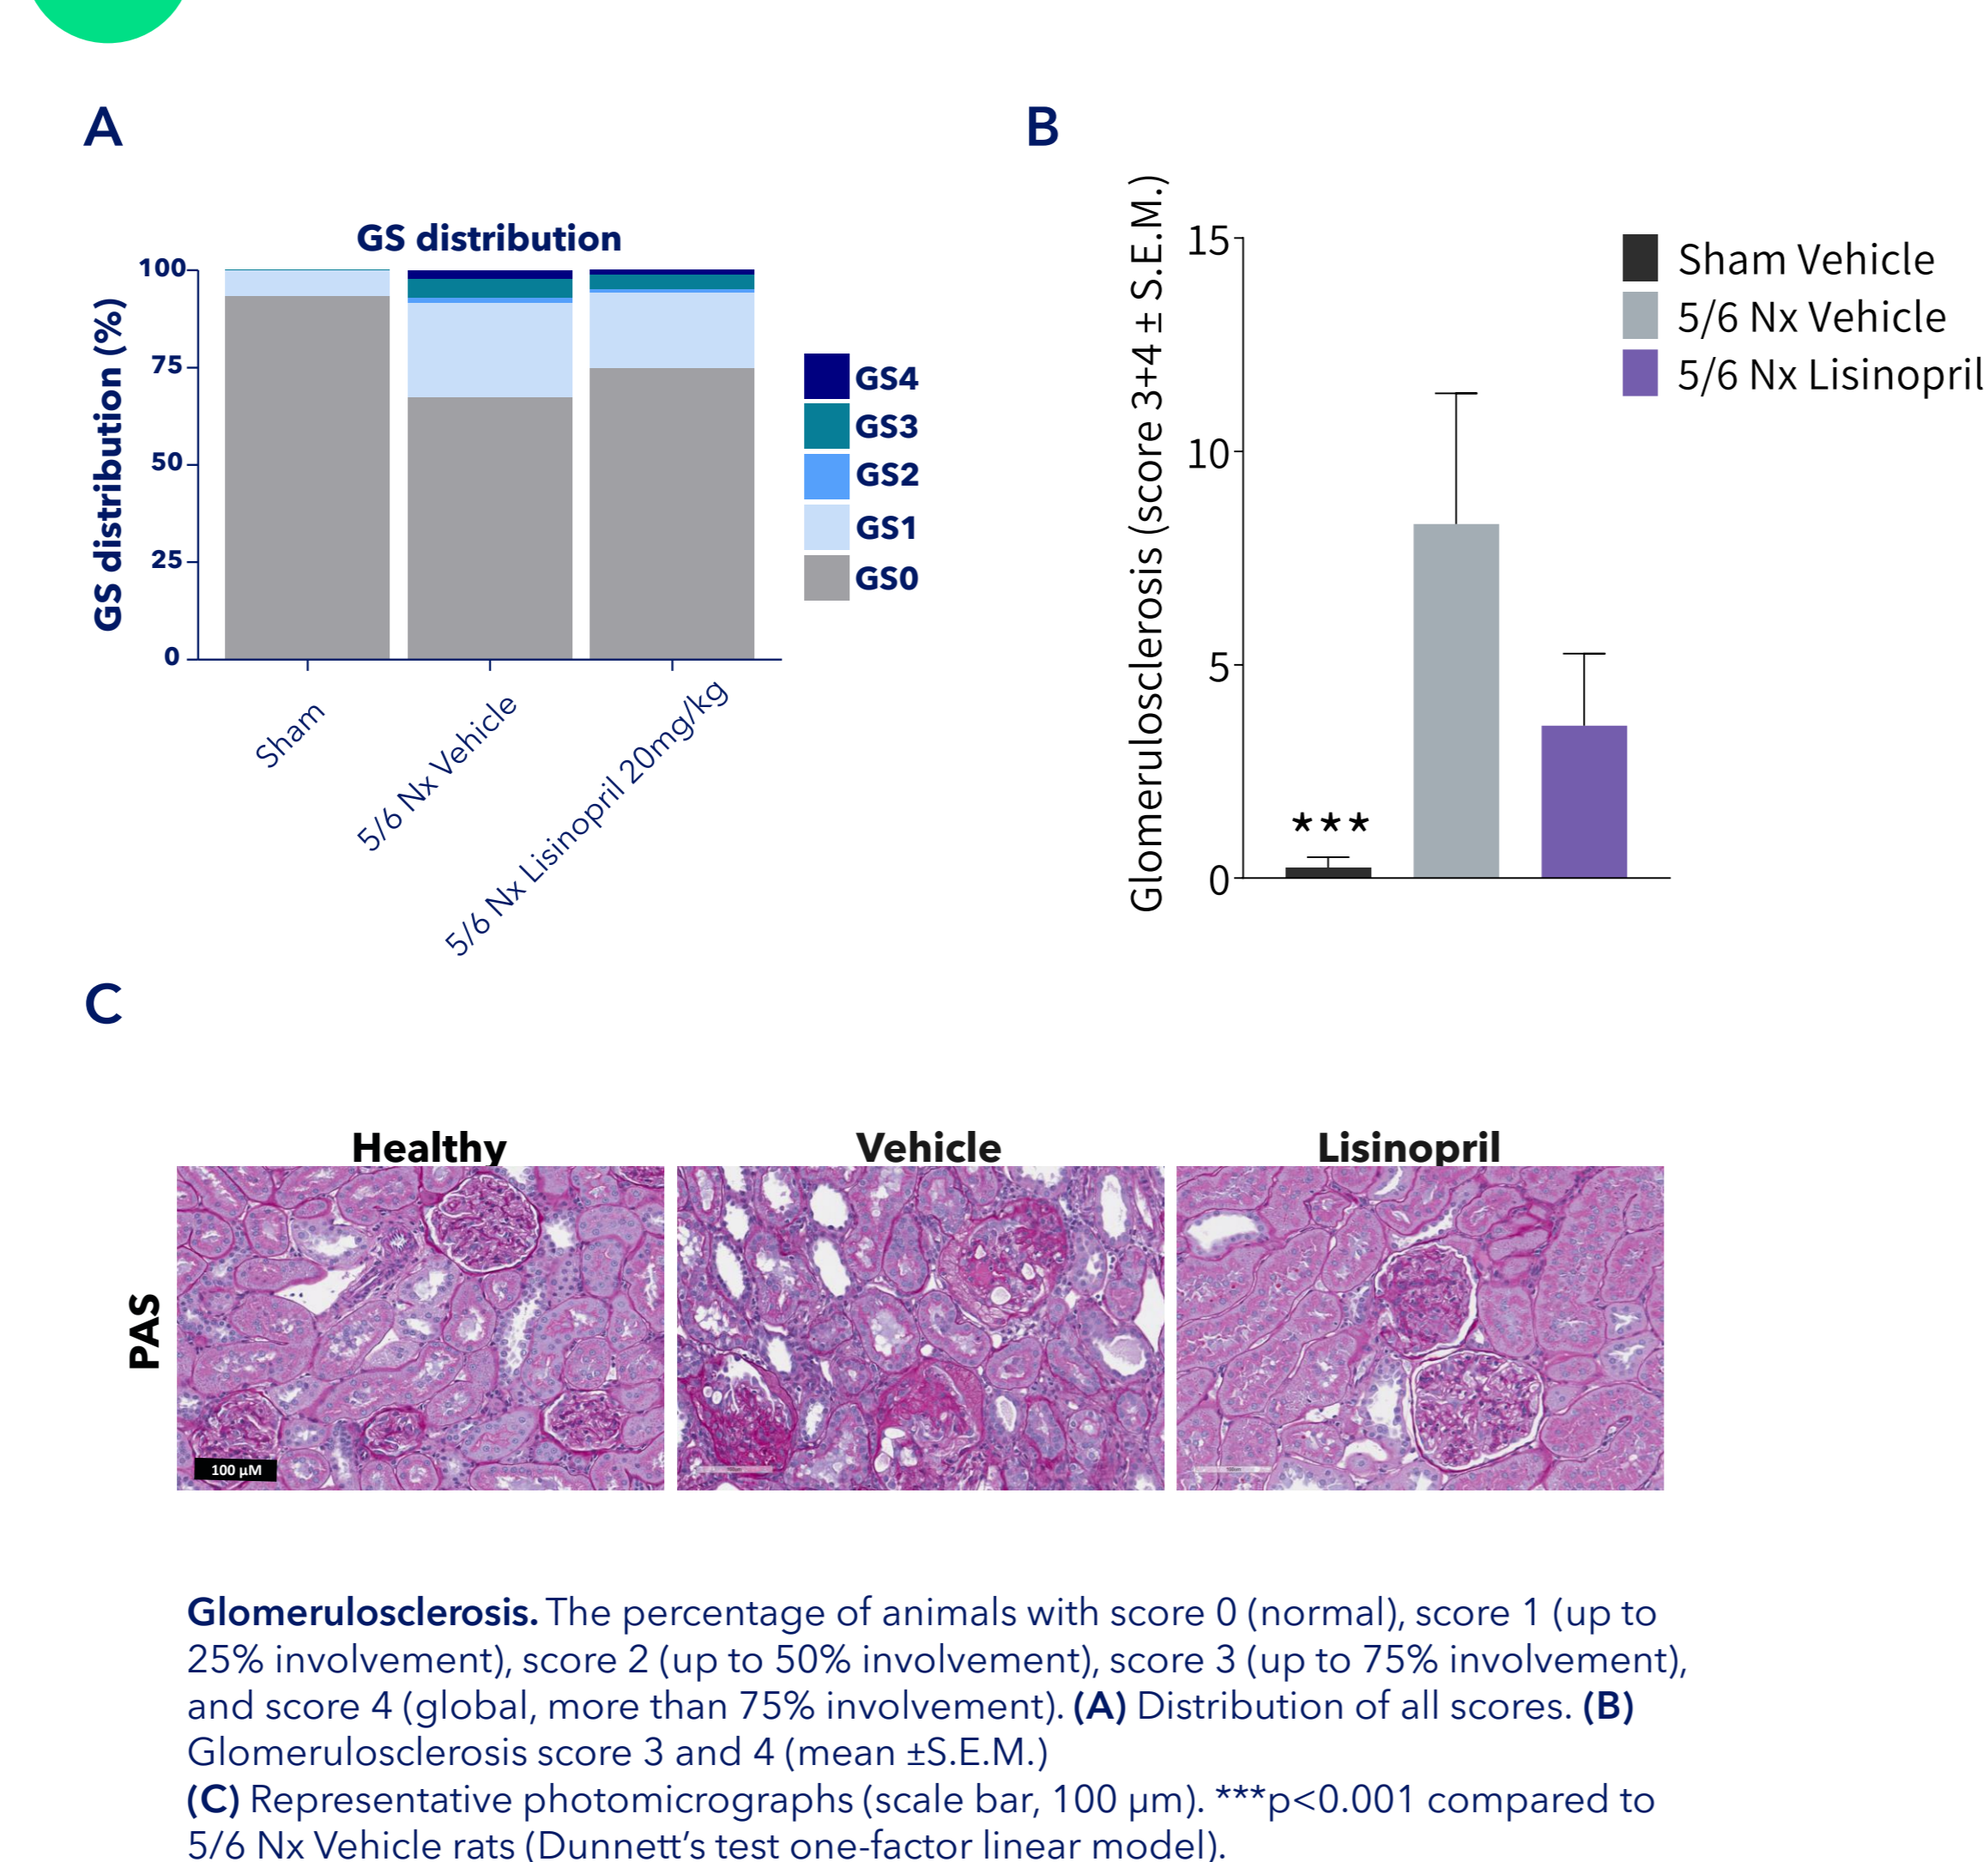 A
GS distribution
GS distribution (%)
100
75
50
25
0
Sham
5/6 Nx Vehicle
5/6 Nx Lisinopril 20mg/kg
GS4
GS3
GS2
GS1
GS0
B
Glomerulosclerosis (score 3+4 ± S.E.M.)
15
10
5
0
***
Sham Vehicle
5/6 Nx Vehicle
5/6 Nx Lisinopril
C
Healthy
Vehicle
Lisinopril
PAS
100 µM
Glomerulosclerosis. The percentage of animals with score 0 (normal), score 1 (up to
25% involvement), score 2 (up to 50% involvement), score 3 (up to 75% involvement),
and score 4 (global, more than 75% involvement). (A) Distribution of all scores. (B)
Glomerulosclerosis score 3 and 4 (mean ±S.E.M.)
(C) Representative photomicrographs (scale bar, 100 µm). ***p<0.001 compared to
5/6 Nx Vehicle rats (Dunnett’s test one-factor linear model).